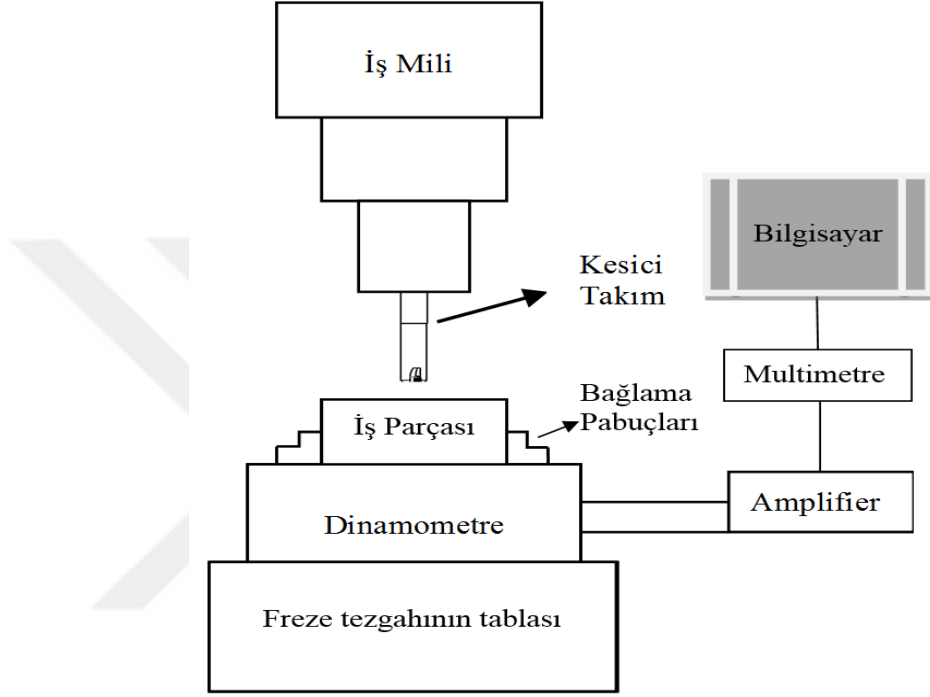 İş Mili
Bilgisayar
Kesici
Takım
Multimetre
Bağlama
Pabuçları
İş Parçası
Amplifier
Dinamometre
Freze tezgahının tablası